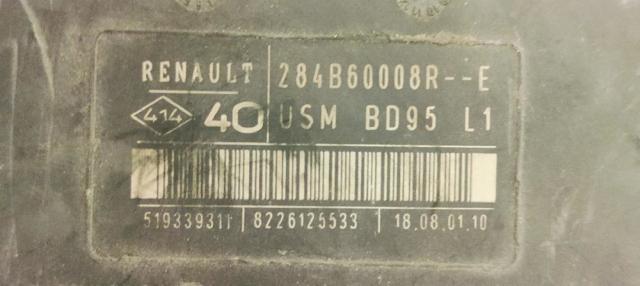 RENAULT 284B60008R--E
414 40 USM BD95 L1
519339311 8226125533 18.08.01.10